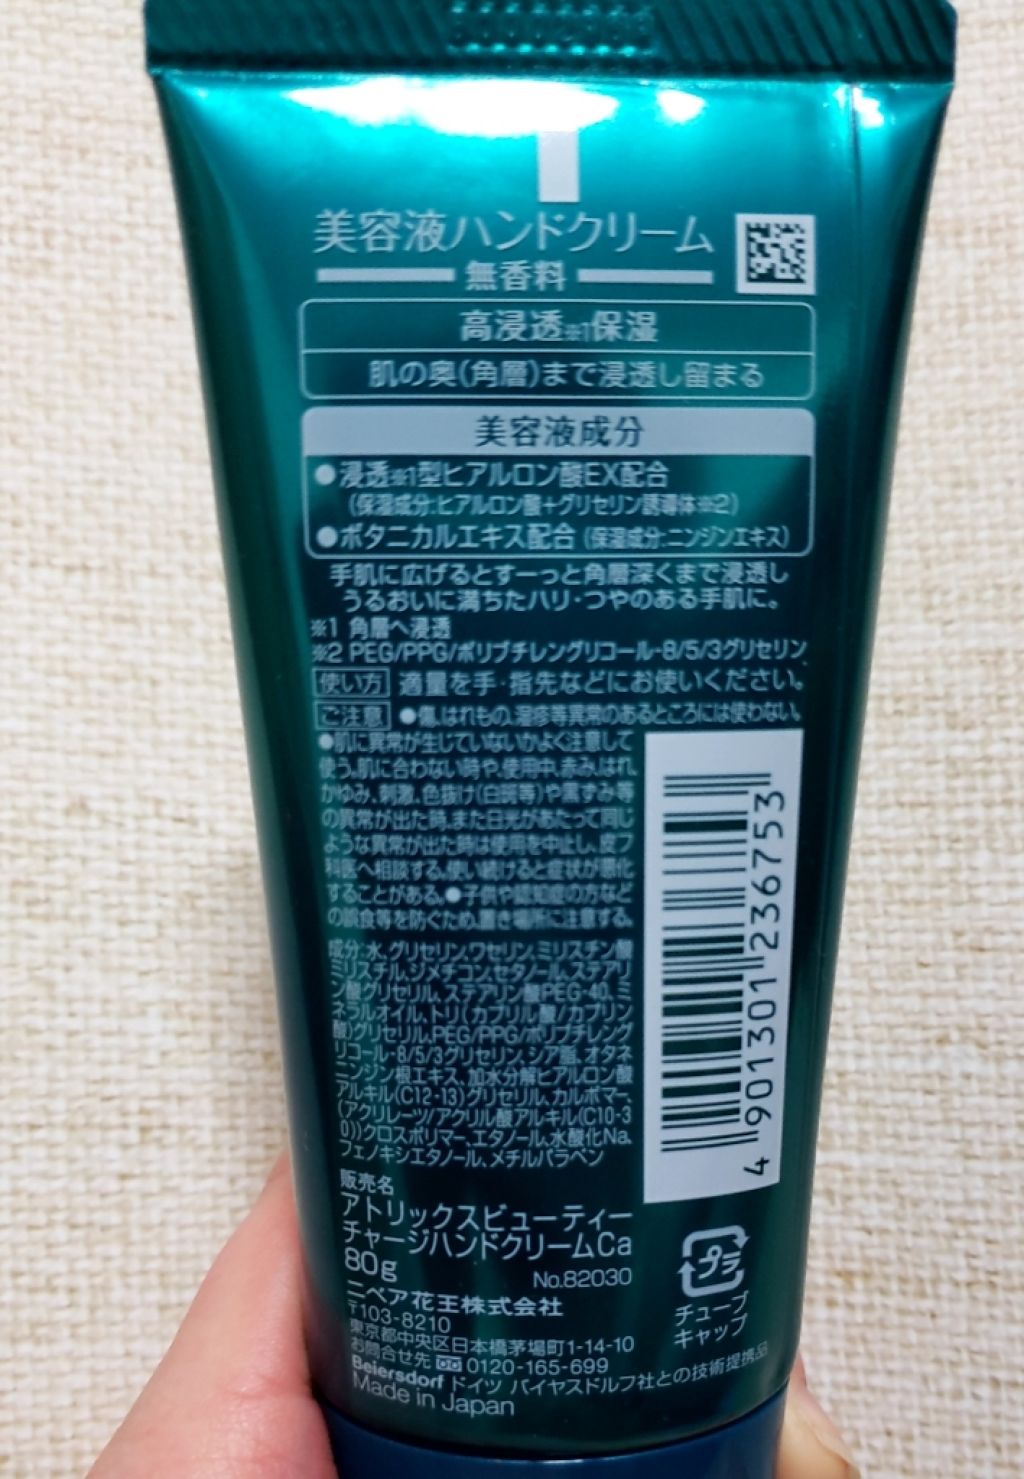 美容液ハンドクリーム
無香料
高浸透※1保湿
肌の奥(角層)まで浸透し留まる
美容液成分
●浸透※1型ヒアルロン酸EX配合
(保湿成分:ヒアルロン酸+グリセリン誘導体※2)
●ボタニカルエキス配合(保湿成分:ニンジンエキス)
手肌に広げるとすーっと角層深くまで浸透し
うるおいに満ちたハリ・つやのある手肌に。
※1 角層へ浸透
※2 PEG/PPG/ポリブチレングリコール-8/5/3グリセリン
使い方 適量を手・指先などにお使いください。
ご注意 ●傷、はれもの、湿疹等異常のあるところには使わない。
●肌に異常が生じていないかよく注意して
使う。肌に合わない時や、使用中、赤み、はれ、
かゆみ、刺激、色抜け(白斑等)や黒ずみ等
の異常が出た時、また日光があたって同じ
ような異常が出た時は使用を中止し、皮フ
科医へ相談する。使い続けると症状が悪化
することがある。●子供や認知症の方など
の誤食等を防ぐため、置き場所に注意する。
成分:水、グリセリン、ワセリン、ミリスチン酸
ミリスチル、ジメチコン、セタノール、ステアリ
ン酸グリセリル、ステアリン酸PEG-40、ミ
ネラルオイル、トリ(カプリル酸/カプリン
酸)グリセリル、PEG/PPG/ポリブチレング
リコール-8/5/3グリセリン、シア脂、オタネ
ニンジン根エキス、加水分解ヒアルロン酸
アルキル(C12-13)グリセリル、カルボマー、
(アクリレーツ/アクリル酸アルキル(C10-3
0))クロスポリマー、エタノール、水酸化Na、
フェノキシエタノール、メチルパラベン
4 901301 236753
販売名
アトリックスビューティー
チャージハンドクリームCa
80g
No.82030
ニベア花王株式会社
〒103-8210
東京都中央区日本橋茅場町1-14-10
お問合せ先 0120-165-699
Beiersdorf ドイツ バイヤスドルフ社との技術提携品
Made in Japan
プラ
チューブ
キャップ